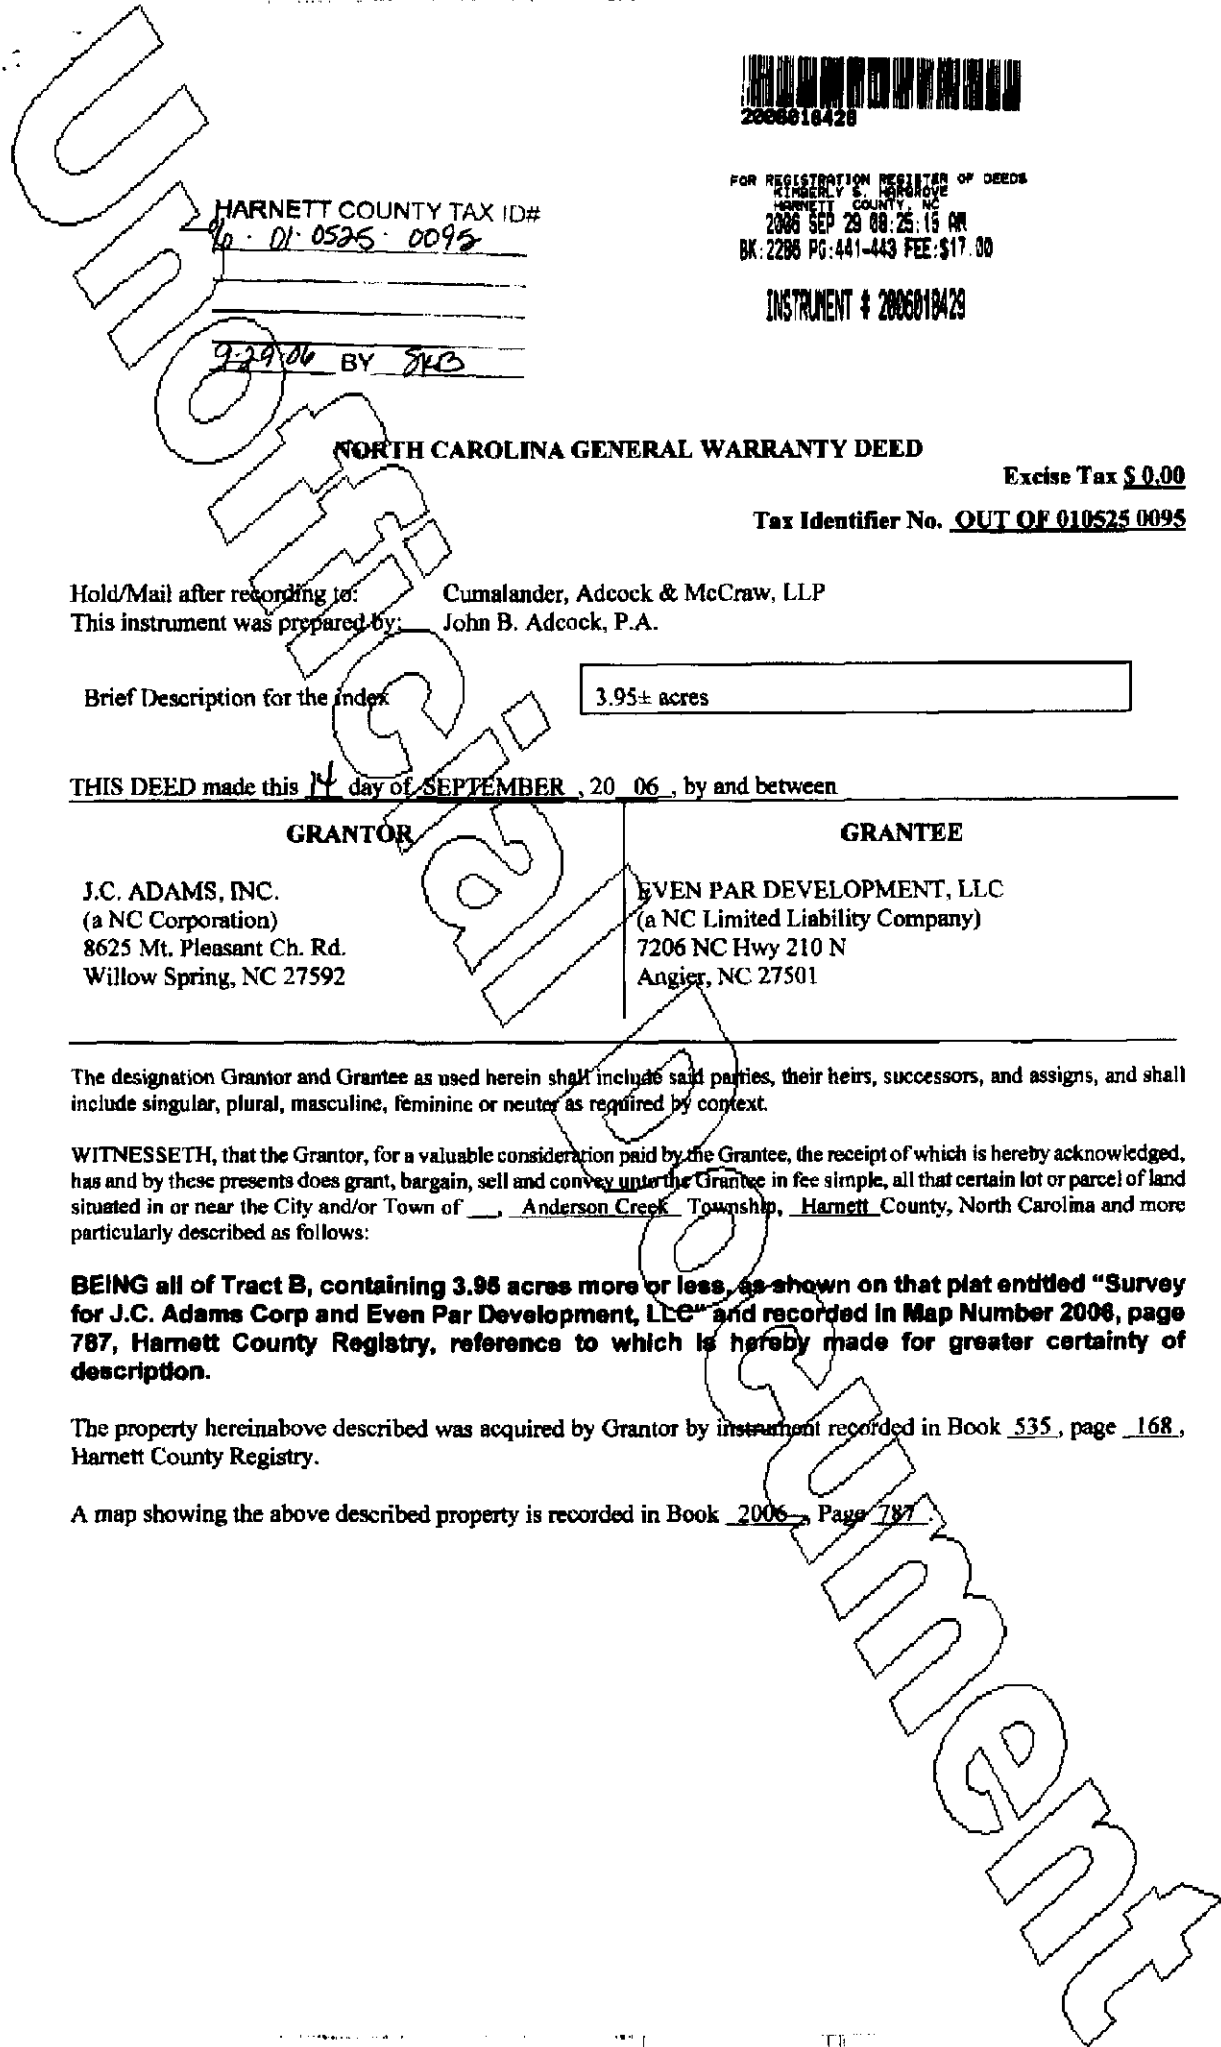 2006018429
FOR REGISTRATION REGISTER OF DEEDS
KIMBERLY S. HARGROVE
HARNETT COUNTY, NC
2006 SEP 29 08:25:15 AM
BK:2286 PG:441-443 FEE:$17.00
INSTRUMENT # 2006018429
HARNETT COUNTY TAX ID#
01-0525-0095
9-29-06 BY SKB
NORTH CAROLINA GENERAL WARRANTY DEED
Excise Tax $ 0.00
Tax Identifier No. OUT OF 010525 0095
Hold/Mail after recording to: Cumalander, Adcock & McCraw, LLP
This instrument was prepared by: John B. Adcock, P.A.
Brief Description for the index 3.95± acres
THIS DEED made this 14 day of SEPTEMBER , 20 06 , by and between
GRANTOR GRANTEE
J.C. ADAMS, INC. EVEN PAR DEVELOPMENT, LLC
(a NC Corporation) (a NC Limited Liability Company)
8625 Mt. Pleasant Ch. Rd. 7206 NC Hwy 210 N
Willow Spring, NC 27592 Angier, NC 27501
The designation Grantor and Grantee as used herein shall include said parties, their heirs, successors, and assigns, and shall
include singular, plural, masculine, feminine or neuter as required by context.
WITNESSETH, that the Grantor, for a valuable consideration paid by the Grantee, the receipt of which is hereby acknowledged,
has and by these presents does grant, bargain, sell and convey unto the Grantee in fee simple, all that certain lot or parcel of land
situated in or near the City and/or Town of __, Anderson Creek Township, Harnett County, North Carolina and more
particularly described as follows:
BEING all of Tract B, containing 3.95 acres more or less, as shown on that plat entitled "Survey
for J.C. Adams Corp and Even Par Development, LLC" and recorded in Map Number 2006, page
787, Harnett County Registry, reference to which is hereby made for greater certainty of
description.
The property hereinabove described was acquired by Grantor by instrument recorded in Book 535 , page 168 ,
Harnett County Registry.
A map showing the above described property is recorded in Book 2006 , Page 787 .
Unofficial Document